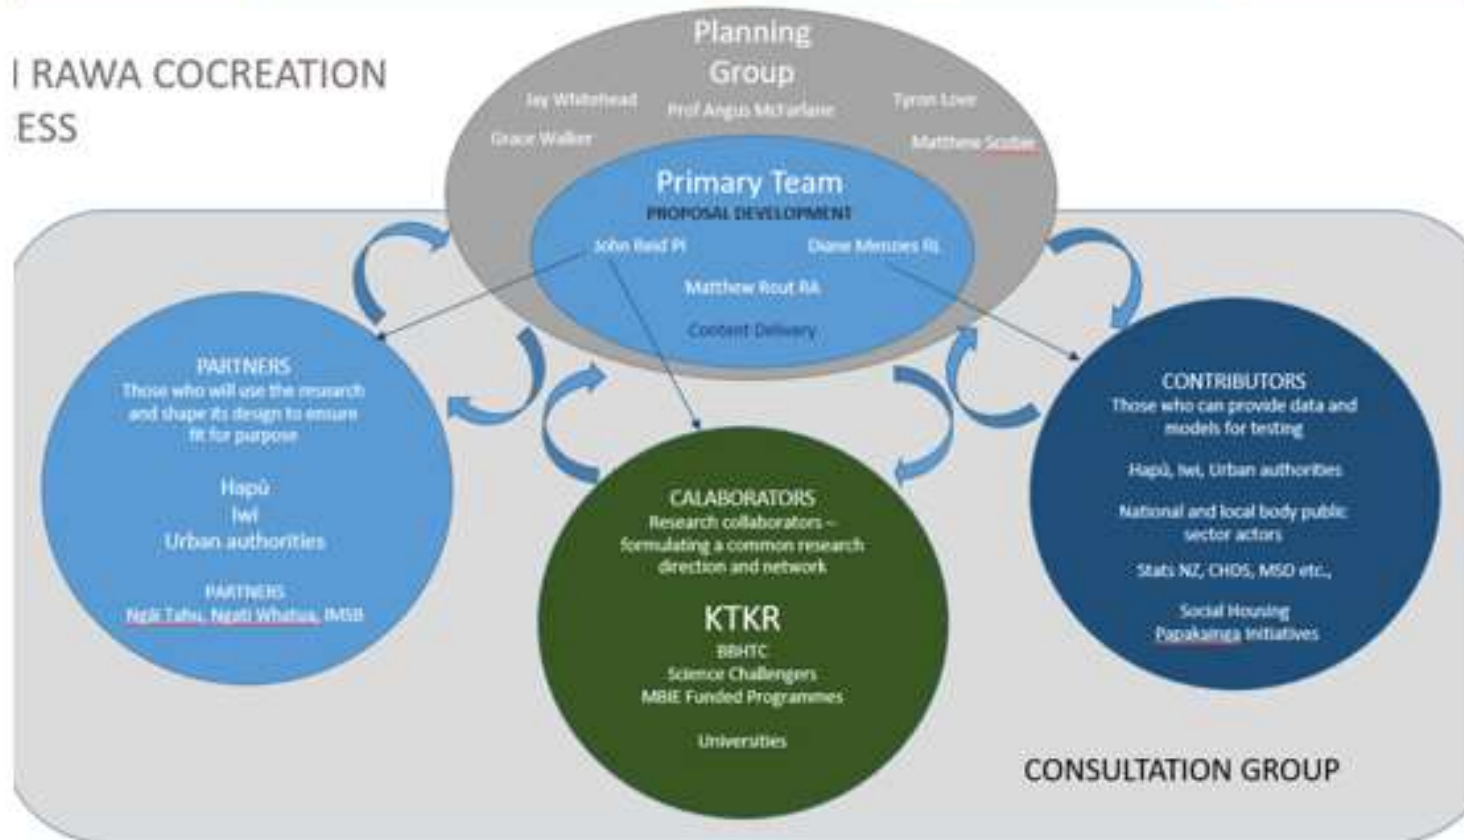 I RAWA COCREATION
ESS
Planning
Group
Jay Whitehead
Prof Angus McFarlane
Tyron Love
Grace Walker
Matthew Scobie
Primary Team
PROPOSAL DEVELOPMENT
John Reid PI
Diane Menzies RL
Matthew Rout RA
Content Delivery
PARTNERS
Those who will use the research
and shape its design to ensure
fit for purpose
Hapū
Iwi
Urban authorities
PARTNERS
Ngāi Tahu, Ngati Whatua, IMSB
CALABORATORS
Research collaborators –
formulating a common research
direction and network
KTKR
BBHTC
Science Challengers
MBIE Funded Programmes
Universities
CONTRIBUTORS
Those who can provide data and
models for testing
Hapū, Iwi, Urban authorities
National and local body public
sector actors
Stats NZ, CHOS, MSD etc.,
Social Housing
Papakainga Initiatives
CONSULTATION GROUP